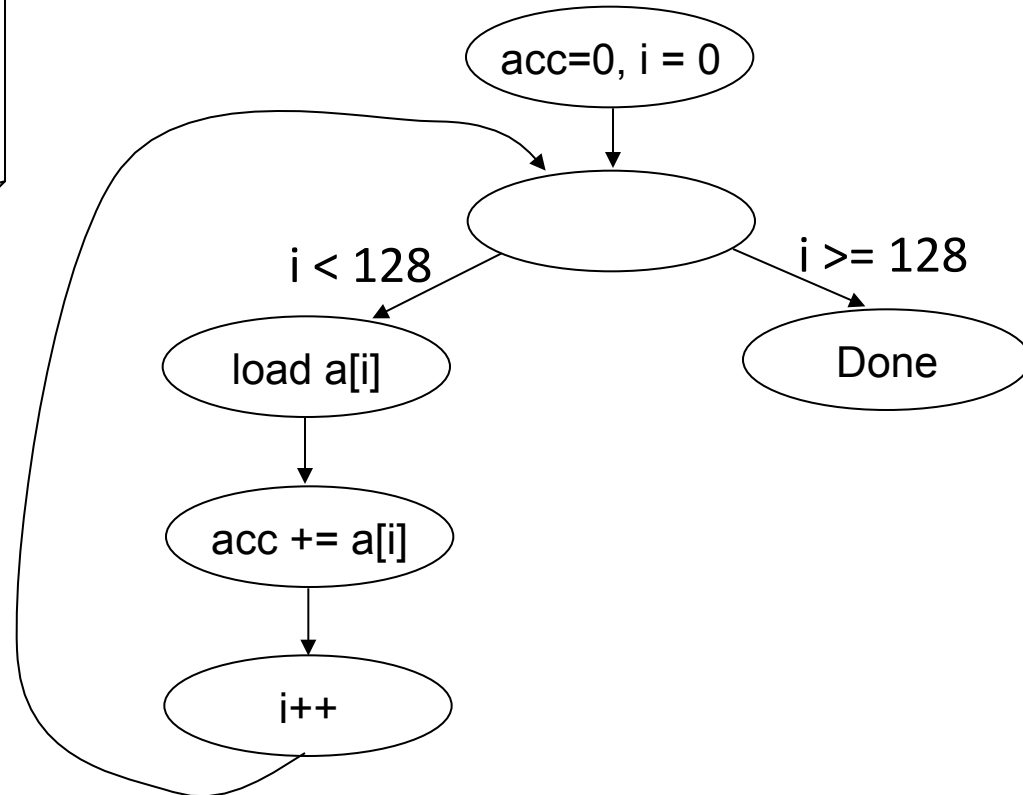 acc=0, i = 0
i < 128
i >= 128
load a[i]
Done
acc += a[i]
i++